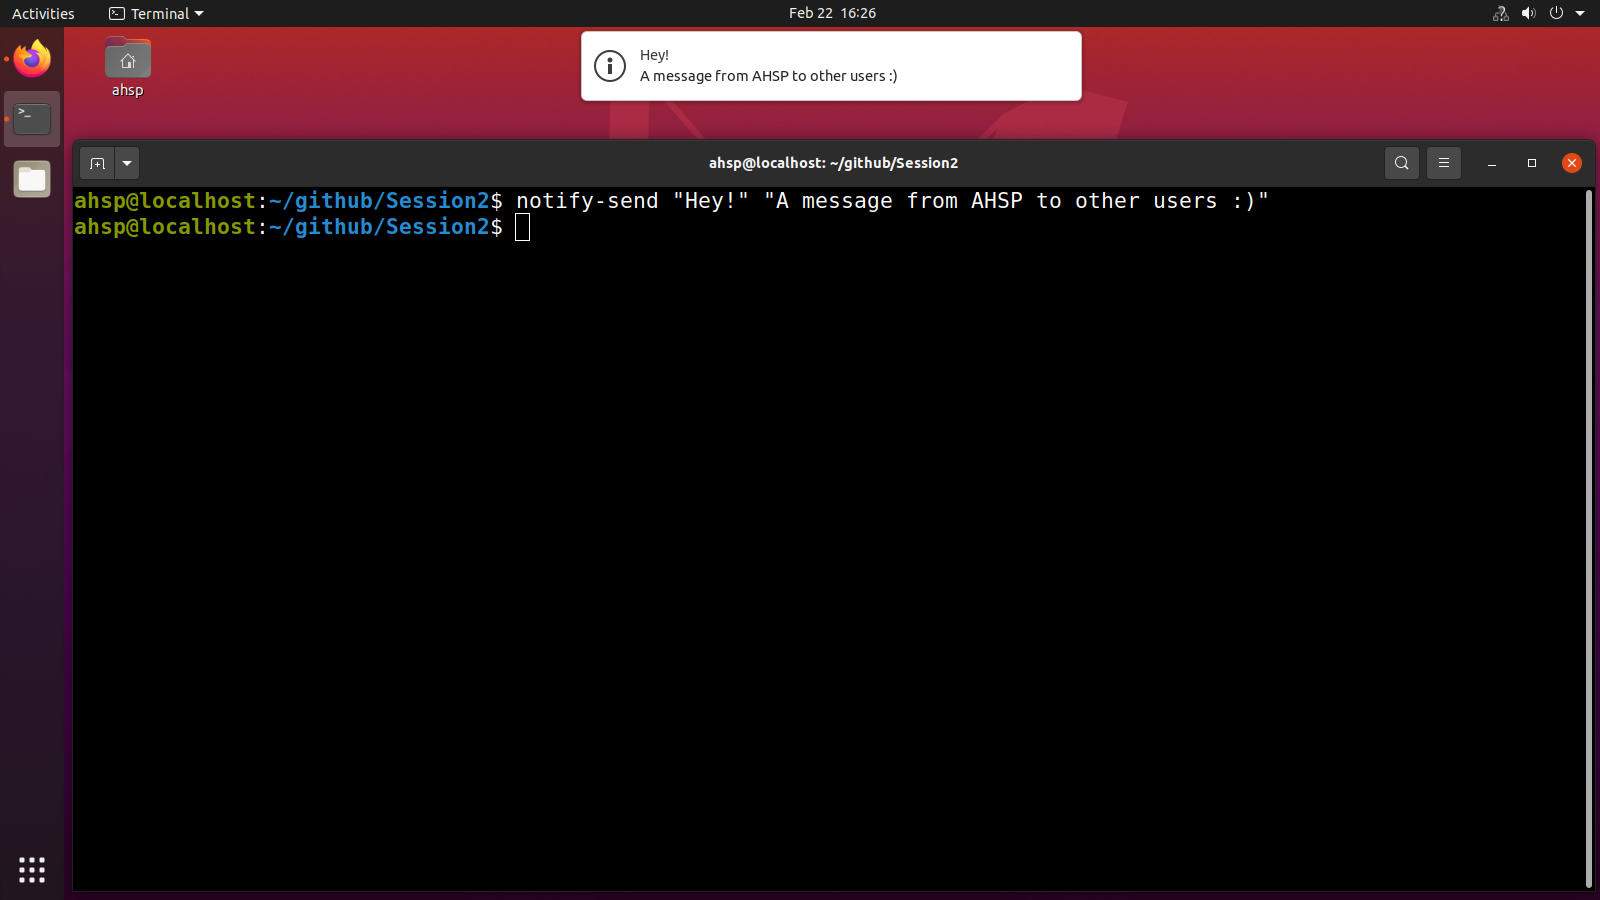 Activities
Terminal
Feb 22 16:26
ahsp
Hey!
A message from AHSP to other users :)
ahsp@localhost: ~/github/Session2
ahsp@localhost:~/github/Session2$ notify-send "Hey!" "A message from AHSP to other users :)"
ahsp@localhost:~/github/Session2$